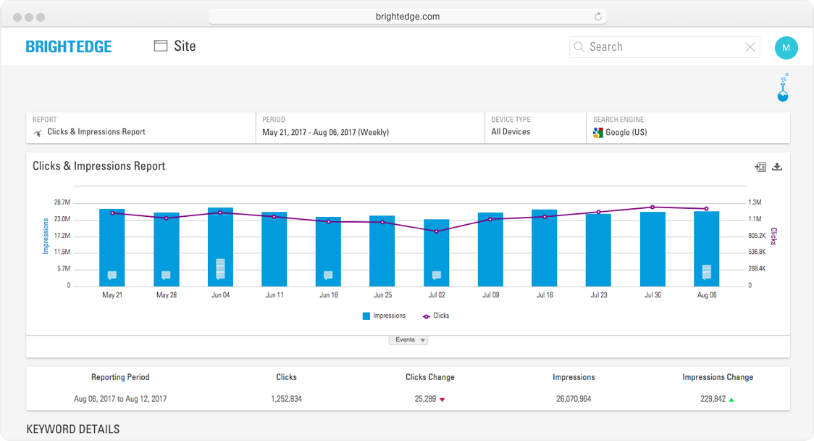 brightedge.com
BRIGHTEDGE
Site
Search
M
REPORT
PERIOD
DEVICE TYPE
SEARCH ENGINE
Clicks & Impressions Report
May 21, 2017 - Aug 06, 2017 (Weekly)
All Devices
Google (US)
Clicks & Impressions Report
28.7M
23.0M
17.2M
11.5M
5.7M
0
Impressions
1.3M
1.1M
805.2K
536.8K
268.4K
0
Clicks
May 21
May 28
Jun 04
Jun 11
Jun 18
Jun 25
Jul 02
Jul 09
Jul 16
Jul 23
Jul 30
Aug 06
Impressions
Clicks
Events
Reporting Period
Clicks
Clicks Change
Impressions
Impressions Change
Aug 06, 2017 to Aug 12, 2017
1,252,834
25,289
26,070,964
229,842
KEYWORD DETAILS